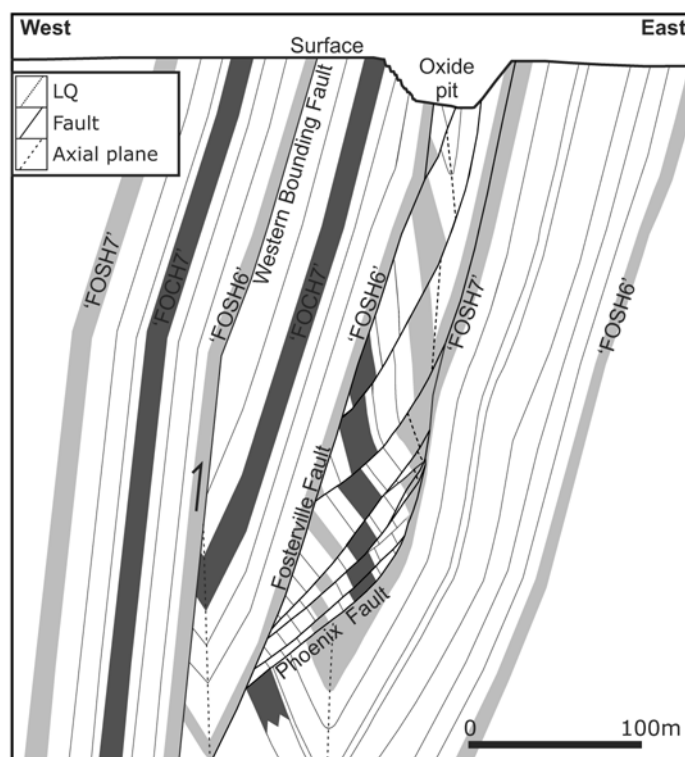 West
East
Surface
Oxide
pit
LQ
Fault
Axial plane
Western Bounding Fault
'FOSH7'
'FOCH7'
'FOSH6'
'FOCH7'
'FOSH6'
'FOSH7'
'FOSH6'
Fosterville Fault
Phoenix Fault
0
100m